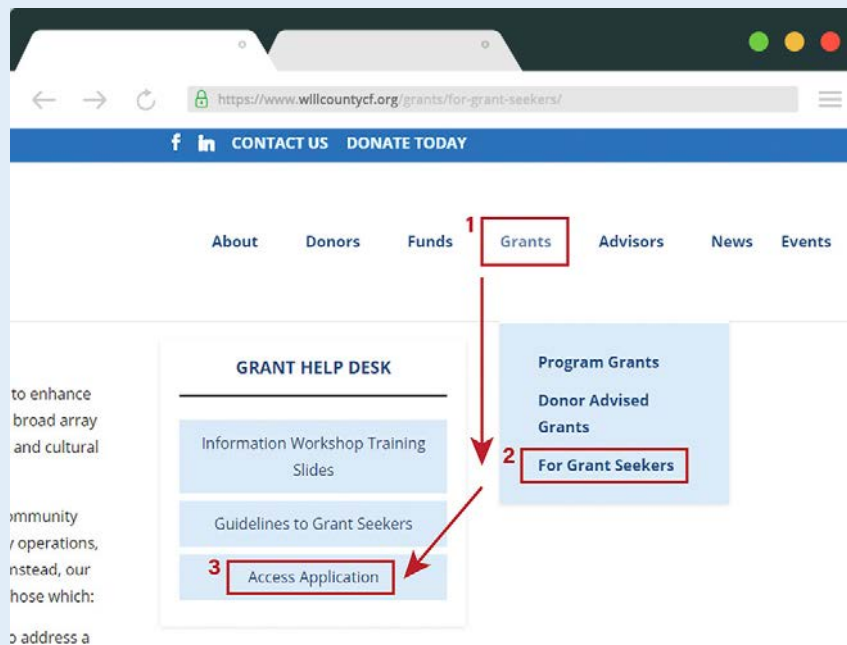 https://www.willcountycf.org/grants/for-grant-seekers/
f in CONTACT US DONATE TODAY
1
About Donors Funds Grants Advisors News Events
GRANT HELP DESK
Information Workshop Training
Slides
Guidelines to Grant Seekers
3 Access Application
Program Grants
Donor Advised
Grants
2 For Grant Seekers
to enhance
broad array
and cultural
ommunity
y operations,
nstead, our
hose which:
o address a